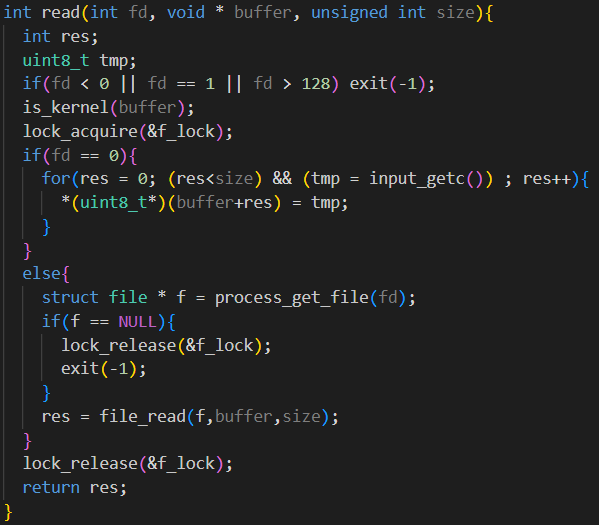 int read(int fd, void * buffer, unsigned int size){
  int res;
  uint8_t tmp;
  if(fd < 0 || fd == 1 || fd > 128) exit(-1);
  is_kernel(buffer);
  lock_acquire(&f_lock);
  if(fd == 0){
    for(res = 0; (res<size) && (tmp = input_getc()) ; res++){
      *(uint8_t*)(buffer+res) = tmp;
    }
  }
  else{
    struct file * f = process_get_file(fd);
    if(f == NULL){
      lock_release(&f_lock);
      exit(-1);
    }
    res = file_read(f,buffer,size);
  }
  lock_release(&f_lock);
  return res;
}